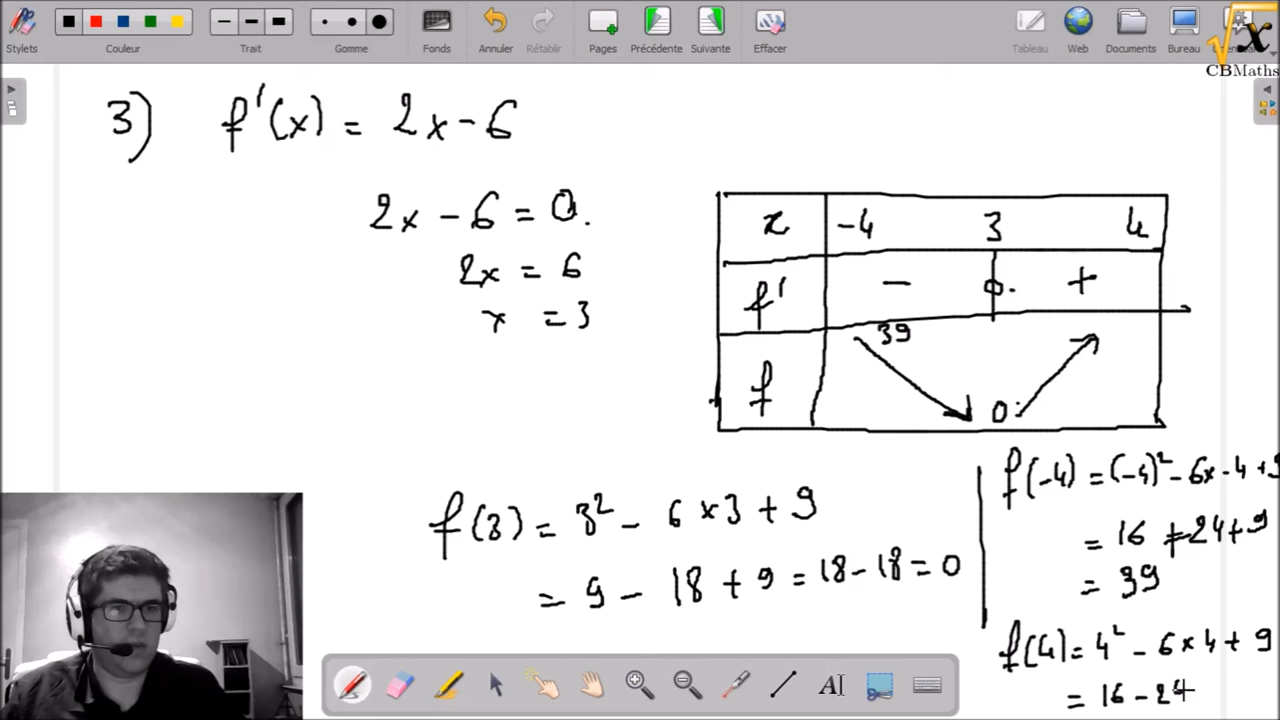 Stylets Couleur Trait Gomme Fonds Annuler Rétablir Pages Précédente Suivante Effacer Tableau Web Documents Bureau
CBMaths
3) f'(x) = 2x - 6
2x - 6 = 0.
2x = 6
x = 3
x -4 3 4
f' - 0. +
39
f 0
f(3) = 3² - 6 × 3 + 9
= 9 - 18 + 9 = 18 - 18 = 0
f(-4) = (-4)² - 6x -4 + 9
= 16 + 24 + 9
= 39
f(4) = 4² - 6 × 4 + 9
= 16 - 24